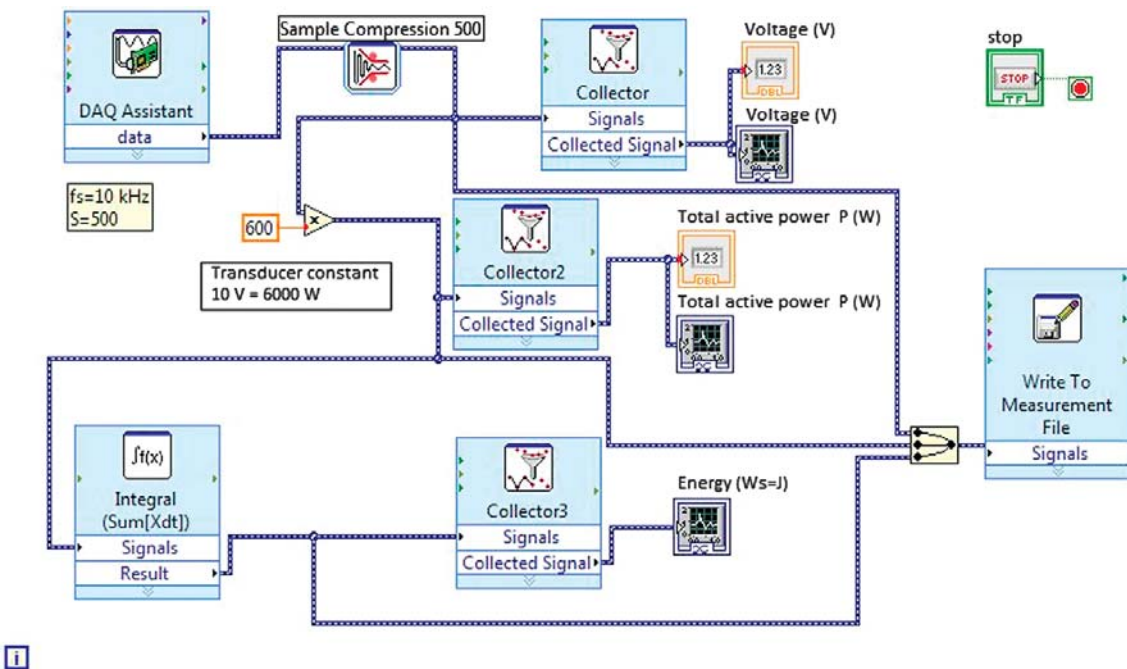 Sample Compression 500
DAQ Assistant
data
fs=10 kHz
S=500
Collector
Signals
Collected Signal
Voltage (V)
1.23
DBL
Voltage (V)
stop
STOP
TF
600
x
Transducer constant
10 V = 6000 W
Collector2
Signals
Collected Signal
Total active power P (W)
1.23
DBL
Total active power P (W)
Write To
Measurement
File
Signals
∫f(x)
Integral
(Sum[Xdt])
Signals
Result
Collector3
Signals
Collected Signal
Energy (Ws=J)
i